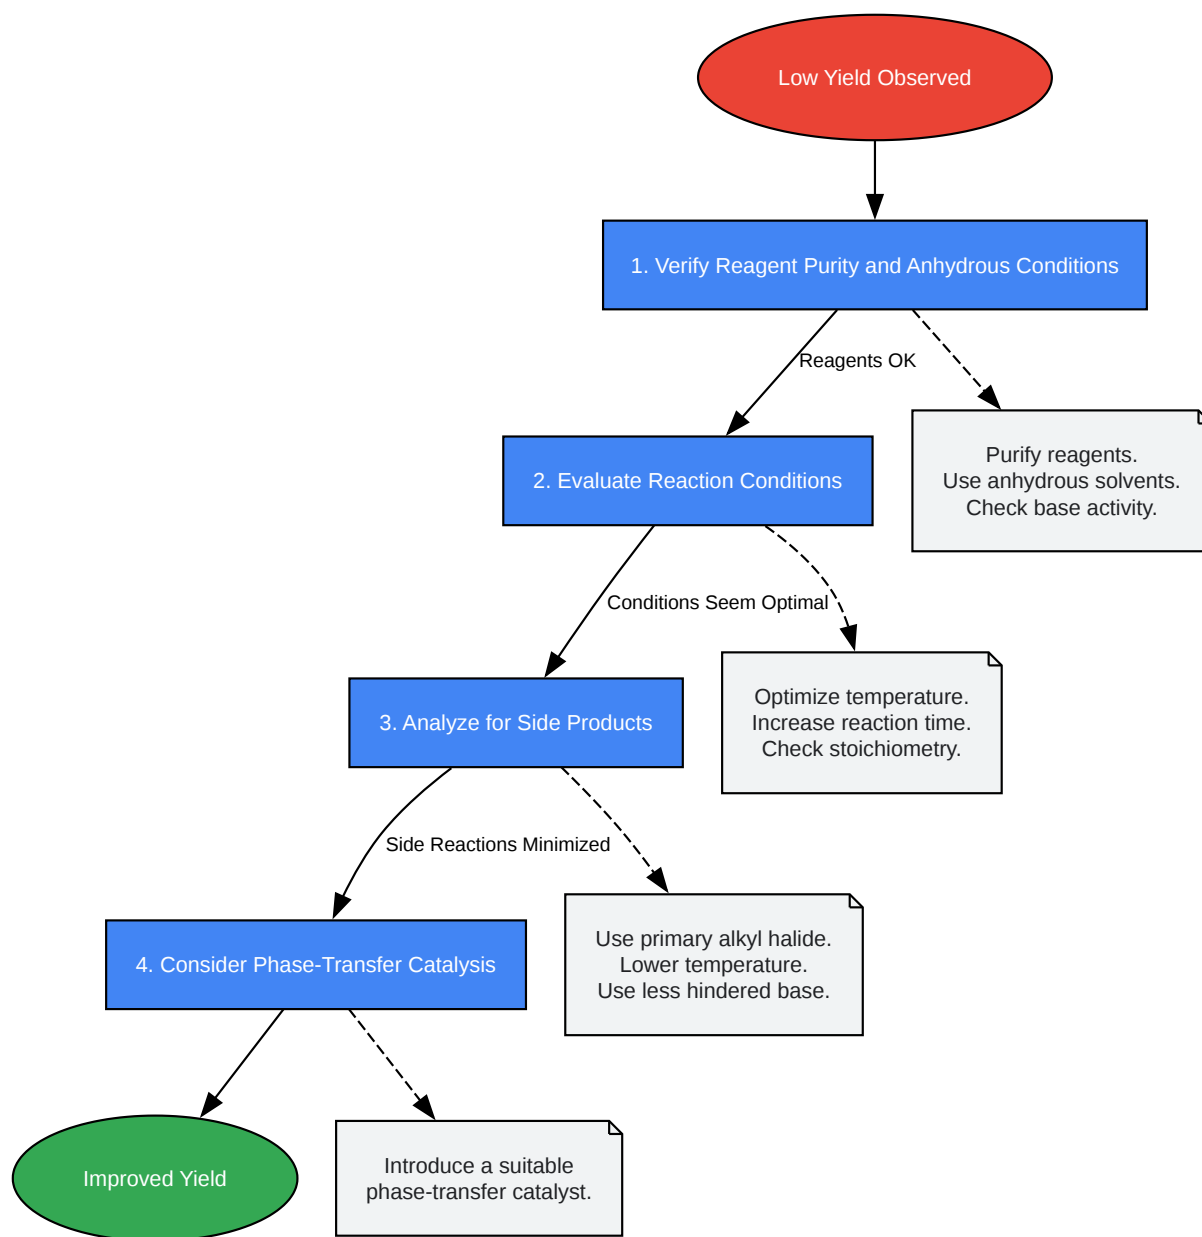 Low Yield Observed
1. Verify Reagent Purity and Anhydrous Conditions
Reagents OK
Purify reagents.
Use anhydrous solvents.
Check base activity.
2. Evaluate Reaction Conditions
Conditions Seem Optimal
Optimize temperature.
Increase reaction time.
Check stoichiometry.
3. Analyze for Side Products
Side Reactions Minimized
Use primary alkyl halide.
Lower temperature.
Use less hindered base.
4. Consider Phase-Transfer Catalysis
Improved Yield
Introduce a suitable
phase-transfer catalyst.